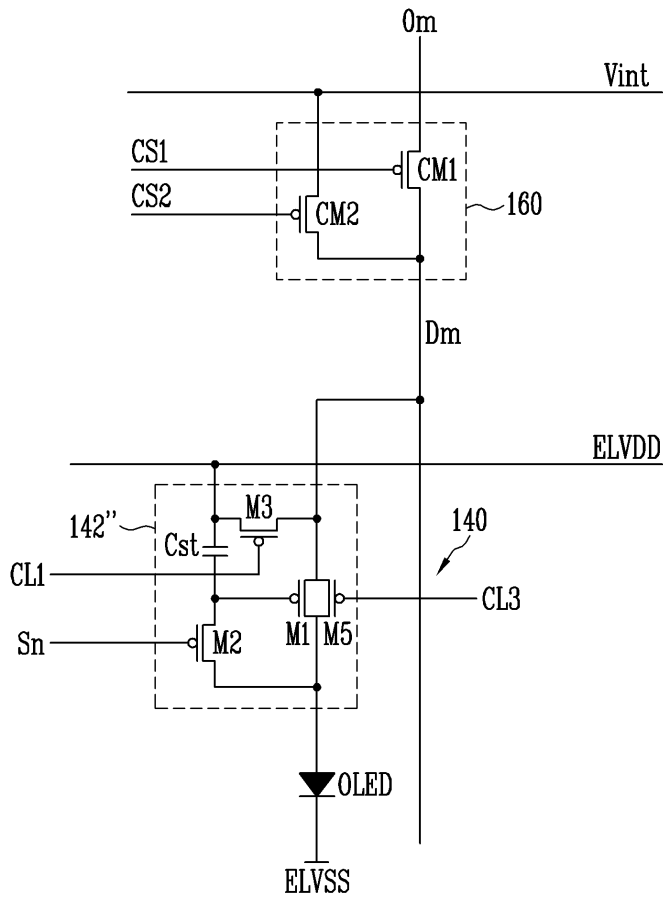 Om
Vint
CS1
CM1
CS2
CM2
160
Dm
ELVDD
142''
M3
140
Cst
CL1
CL3
M1
M5
Sn
M2
OLED
ELVSS